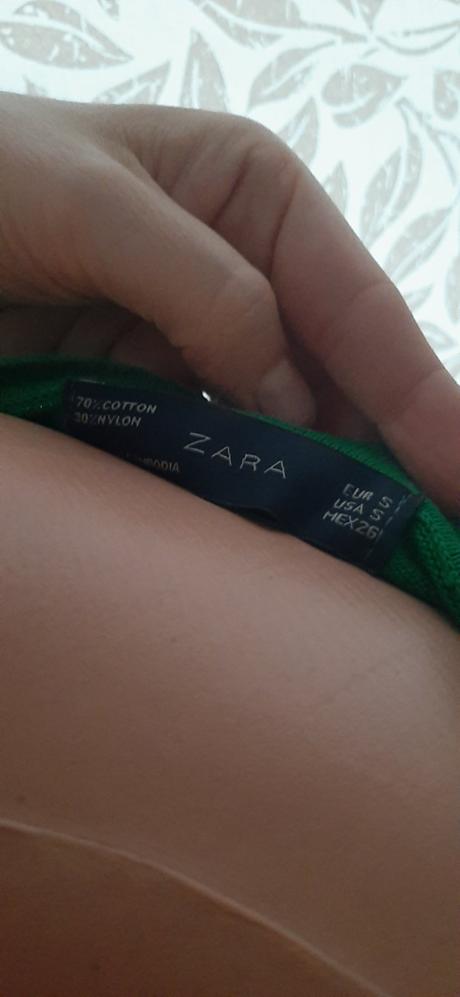 70%COTTON
30%NYLON
ZARA
EUR S
USA S
MEX26